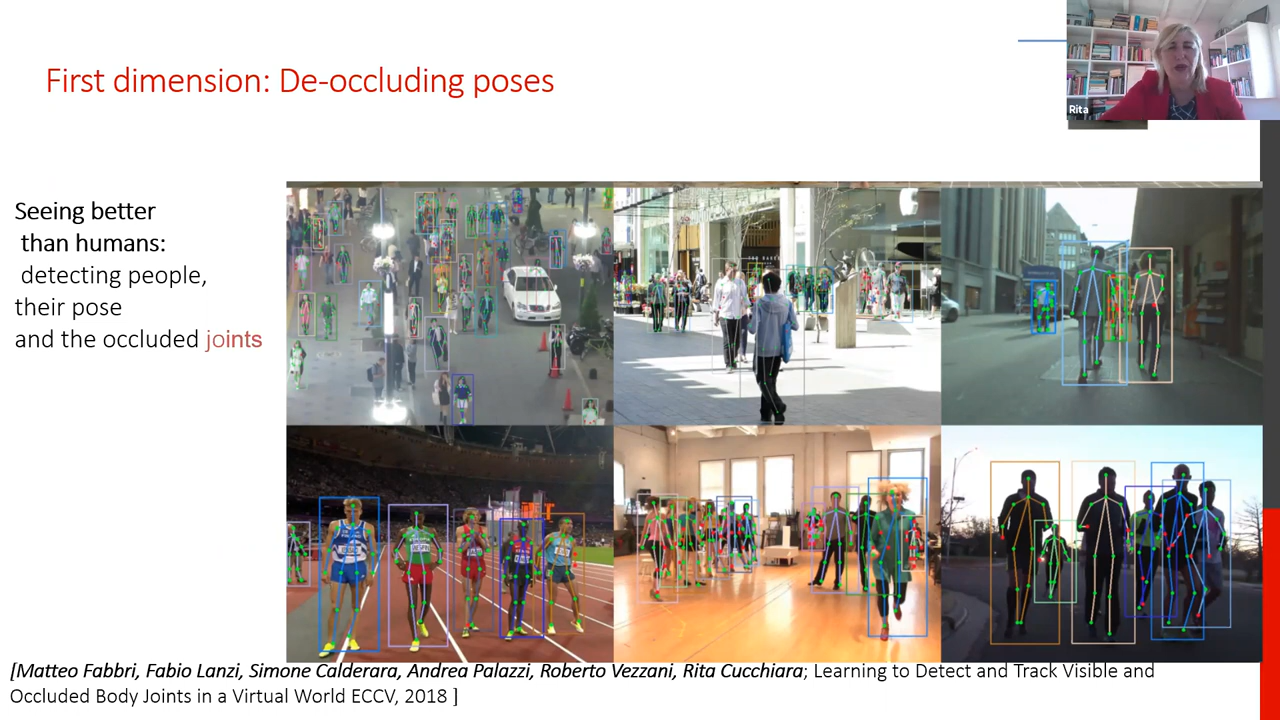 First dimension: De-occluding poses
Rita
Seeing better
than humans:
detecting people,
their pose
and the occluded joints
[Matteo Fabbri, Fabio Lanzi, Simone Calderara, Andrea Palazzi, Roberto Vezzani, Rita Cucchiara; Learning to Detect and Track Visible and
Occluded Body Joints in a Virtual World ECCV, 2018 ]